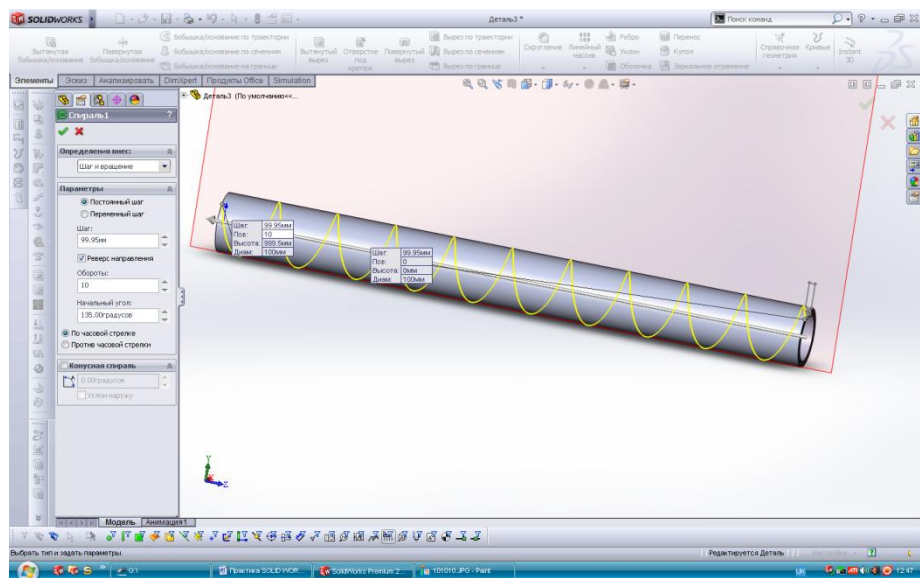 SOLIDWORKS
Деталь3 *
Поиск команд
Вытянутая бобышка/основание
Повернутая бобышка/основание
Бобышка/основание по траектории
Бобышка/основание по сечениям
Бобышка/основание на границе
Вытянутый вырез
Отверстие под крепеж
Повернутый вырез
Вырез по траектории
Вырез по сечениям
Вырез по границе
Скругление
Линейный массив
Ребро
Уклон
Оболочка
Перенос
Купол
Зеркальное отражение
Справочная геометрия
Кривые
Instant 3D
Элементы
Эскиз
Анализировать
DimXpert
Продукты Office
Simulation
Деталь3 (По умолчанию<<...
Спираль1
?
Определения внес:
Шаг и вращение
Параметры
Постоянный шаг
Переменный шаг
Шаг:
99.95мм
Реверс направления
Обороты:
10
Начальный угол:
135.00градусов
По часовой стрелке
Против часовой стрелки
Конусная спираль
0.00градусов
Уклон наружу
Шаг: 99.95мм
Пов: 10
Высота: 999.5мм
Диам: 100мм
Шаг: 99.95мм
Пов: 0
Высота: 0мм
Диам: 100мм
Y
Z
Модель
Анимация1
Выбрать тип и задать параметры.
Редактируется Деталь
G:\
Практика SOLID WOR...
SolidWorks Premium 2...
101010.JPG - Paint
UK
12:47